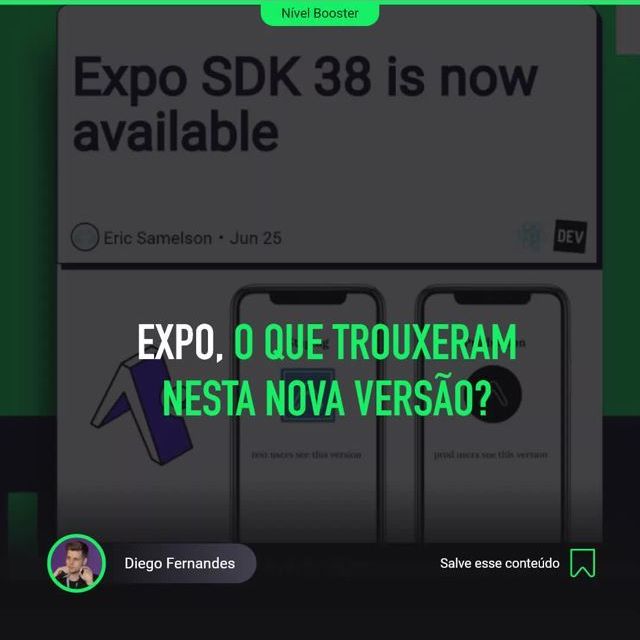 Nível Booster
Expo SDK 38 is now
available
Eric Samelson • Jun 25
DEV
EXPO, O QUE TROUXERAM
NESTA NOVA VERSÃO?
test users see this version
prod users see this version
Diego Fernandes
Salve esse conteúdo